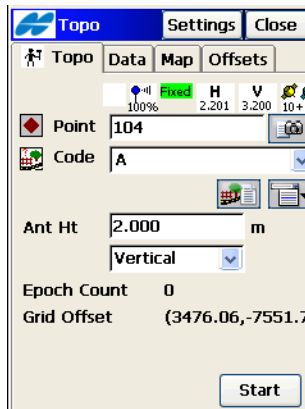 Topo Settings Close
Topo Data Map Offsets
Fixed H V
100% 2.201 3.200 10+
Point 104
Code A
Ant Ht 2.000 m
Vertical
Epoch Count 0
Grid Offset (3476.06,-7551.7
Start